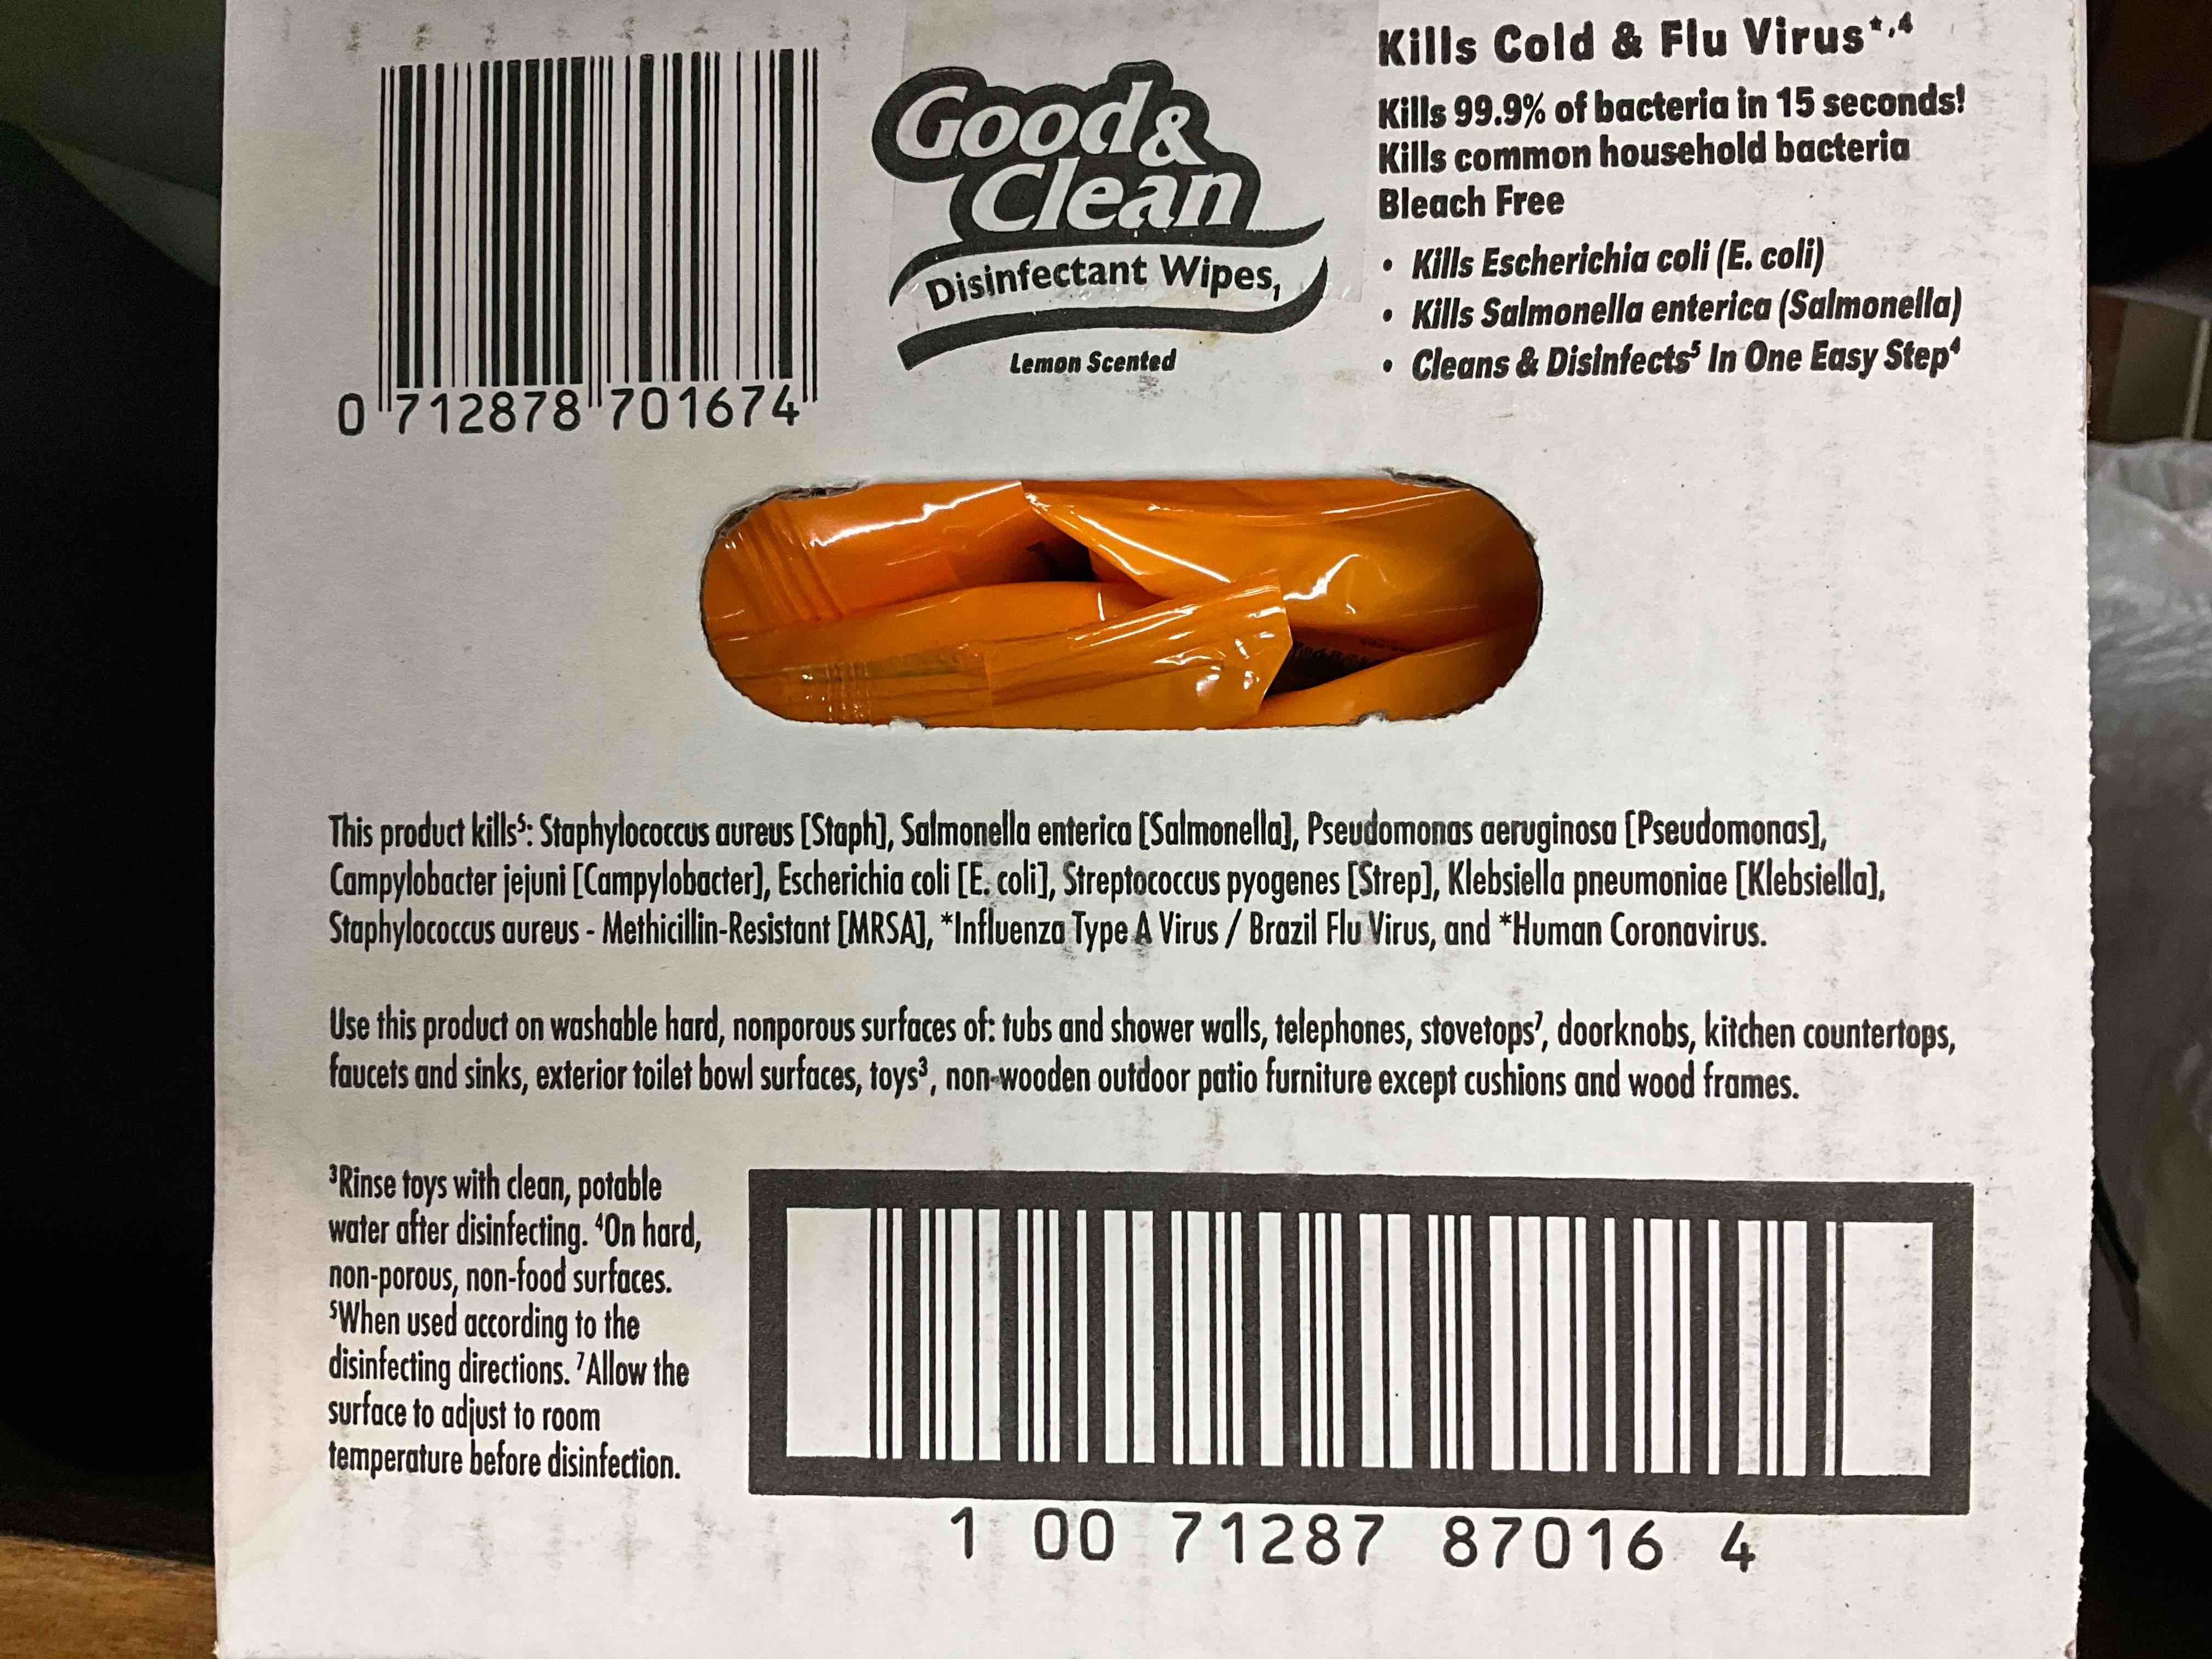 0 712878 701674
Good &
Clean
Disinfectant Wipes,
Lemon Scented
Kills Cold & Flu Virus*,⁴
Kills 99.9% of bacteria in 15 seconds!
Kills common household bacteria
Bleach Free
• Kills Escherichia coli (E. coli)
• Kills Salmonella enterica (Salmonella)
• Cleans & Disinfects⁵ In One Easy Step⁴
This product kills⁵: Staphylococcus aureus [Staph], Salmonella enterica [Salmonella], Pseudomonas aeruginosa [Pseudomonas],
Campylobacter jejuni [Campylobacter], Escherichia coli [E. coli], Streptococcus pyogenes [Strep], Klebsiella pneumoniae [Klebsiella],
Staphylococcus aureus - Methicillin-Resistant [MRSA], *Influenza Type A Virus / Brazil Flu Virus, and *Human Coronavirus.
Use this product on washable hard, nonporous surfaces of: tubs and shower walls, telephones, stovetops⁷, doorknobs, kitchen countertops,
faucets and sinks, exterior toilet bowl surfaces, toys³, non-wooden outdoor patio furniture except cushions and wood frames.
³Rinse toys with clean, potable
water after disinfecting. ⁴On hard,
non-porous, non-food surfaces.
⁵When used according to the
disinfecting directions. ⁷Allow the
surface to adjust to room
temperature before disinfection.
1 00 71287 87016 4